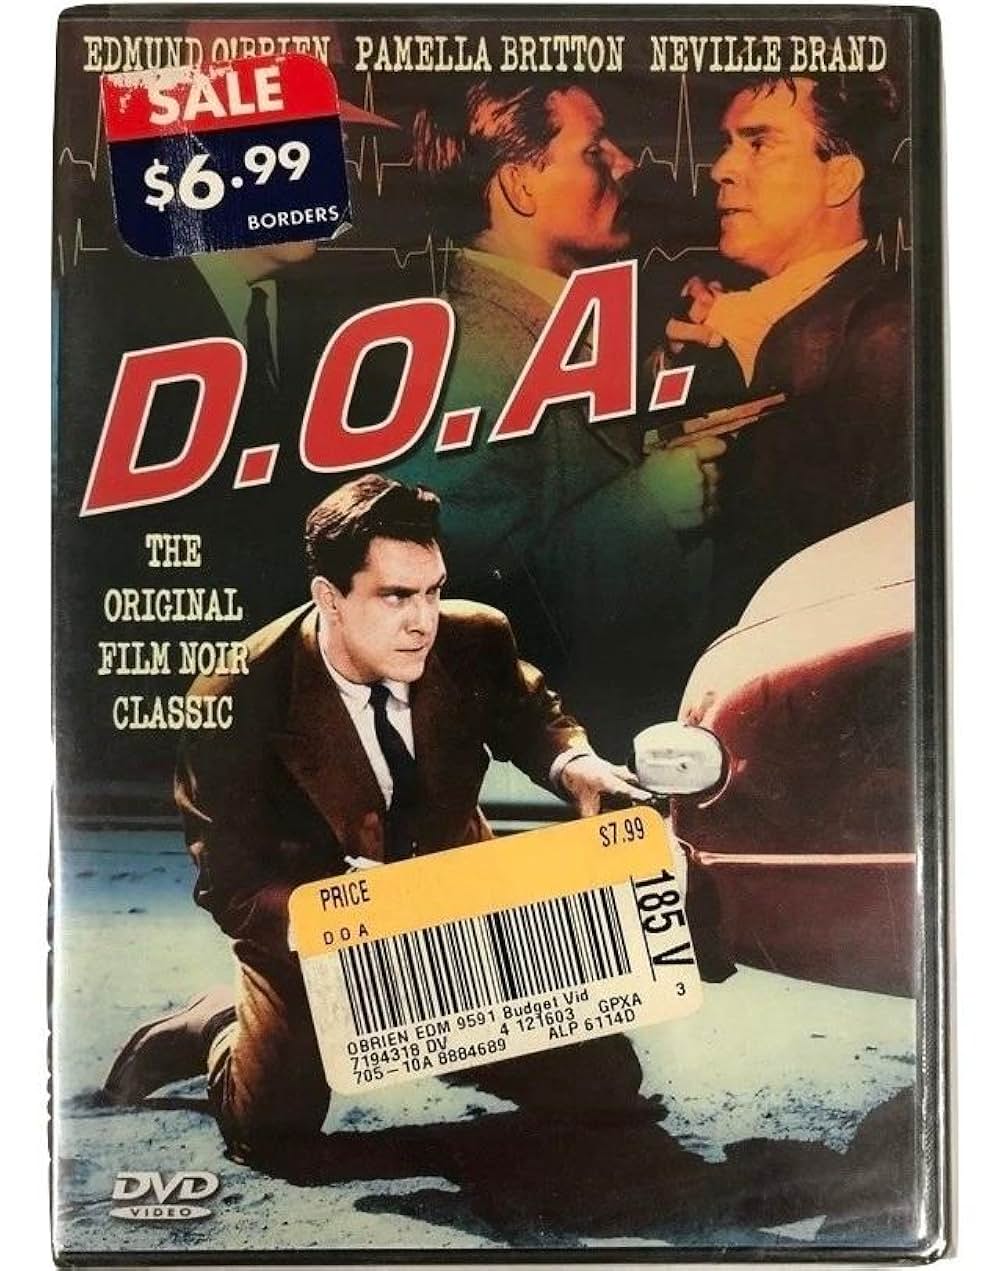 EDMUND O'BRIEN PAMELLA BRITTON NEVILLE BRAND
SALE
$6.99
BORDERS
D.O.A.
THE
ORIGINAL
FILM NOIR
CLASSIC
PRICE $7.99
D O A
185 V
3
OBRIEN EDM 9591 Budget Vid
7194318 DV 4 121603 GPXA
705-10A 8884689 ALP 6114D
DVD
VIDEO